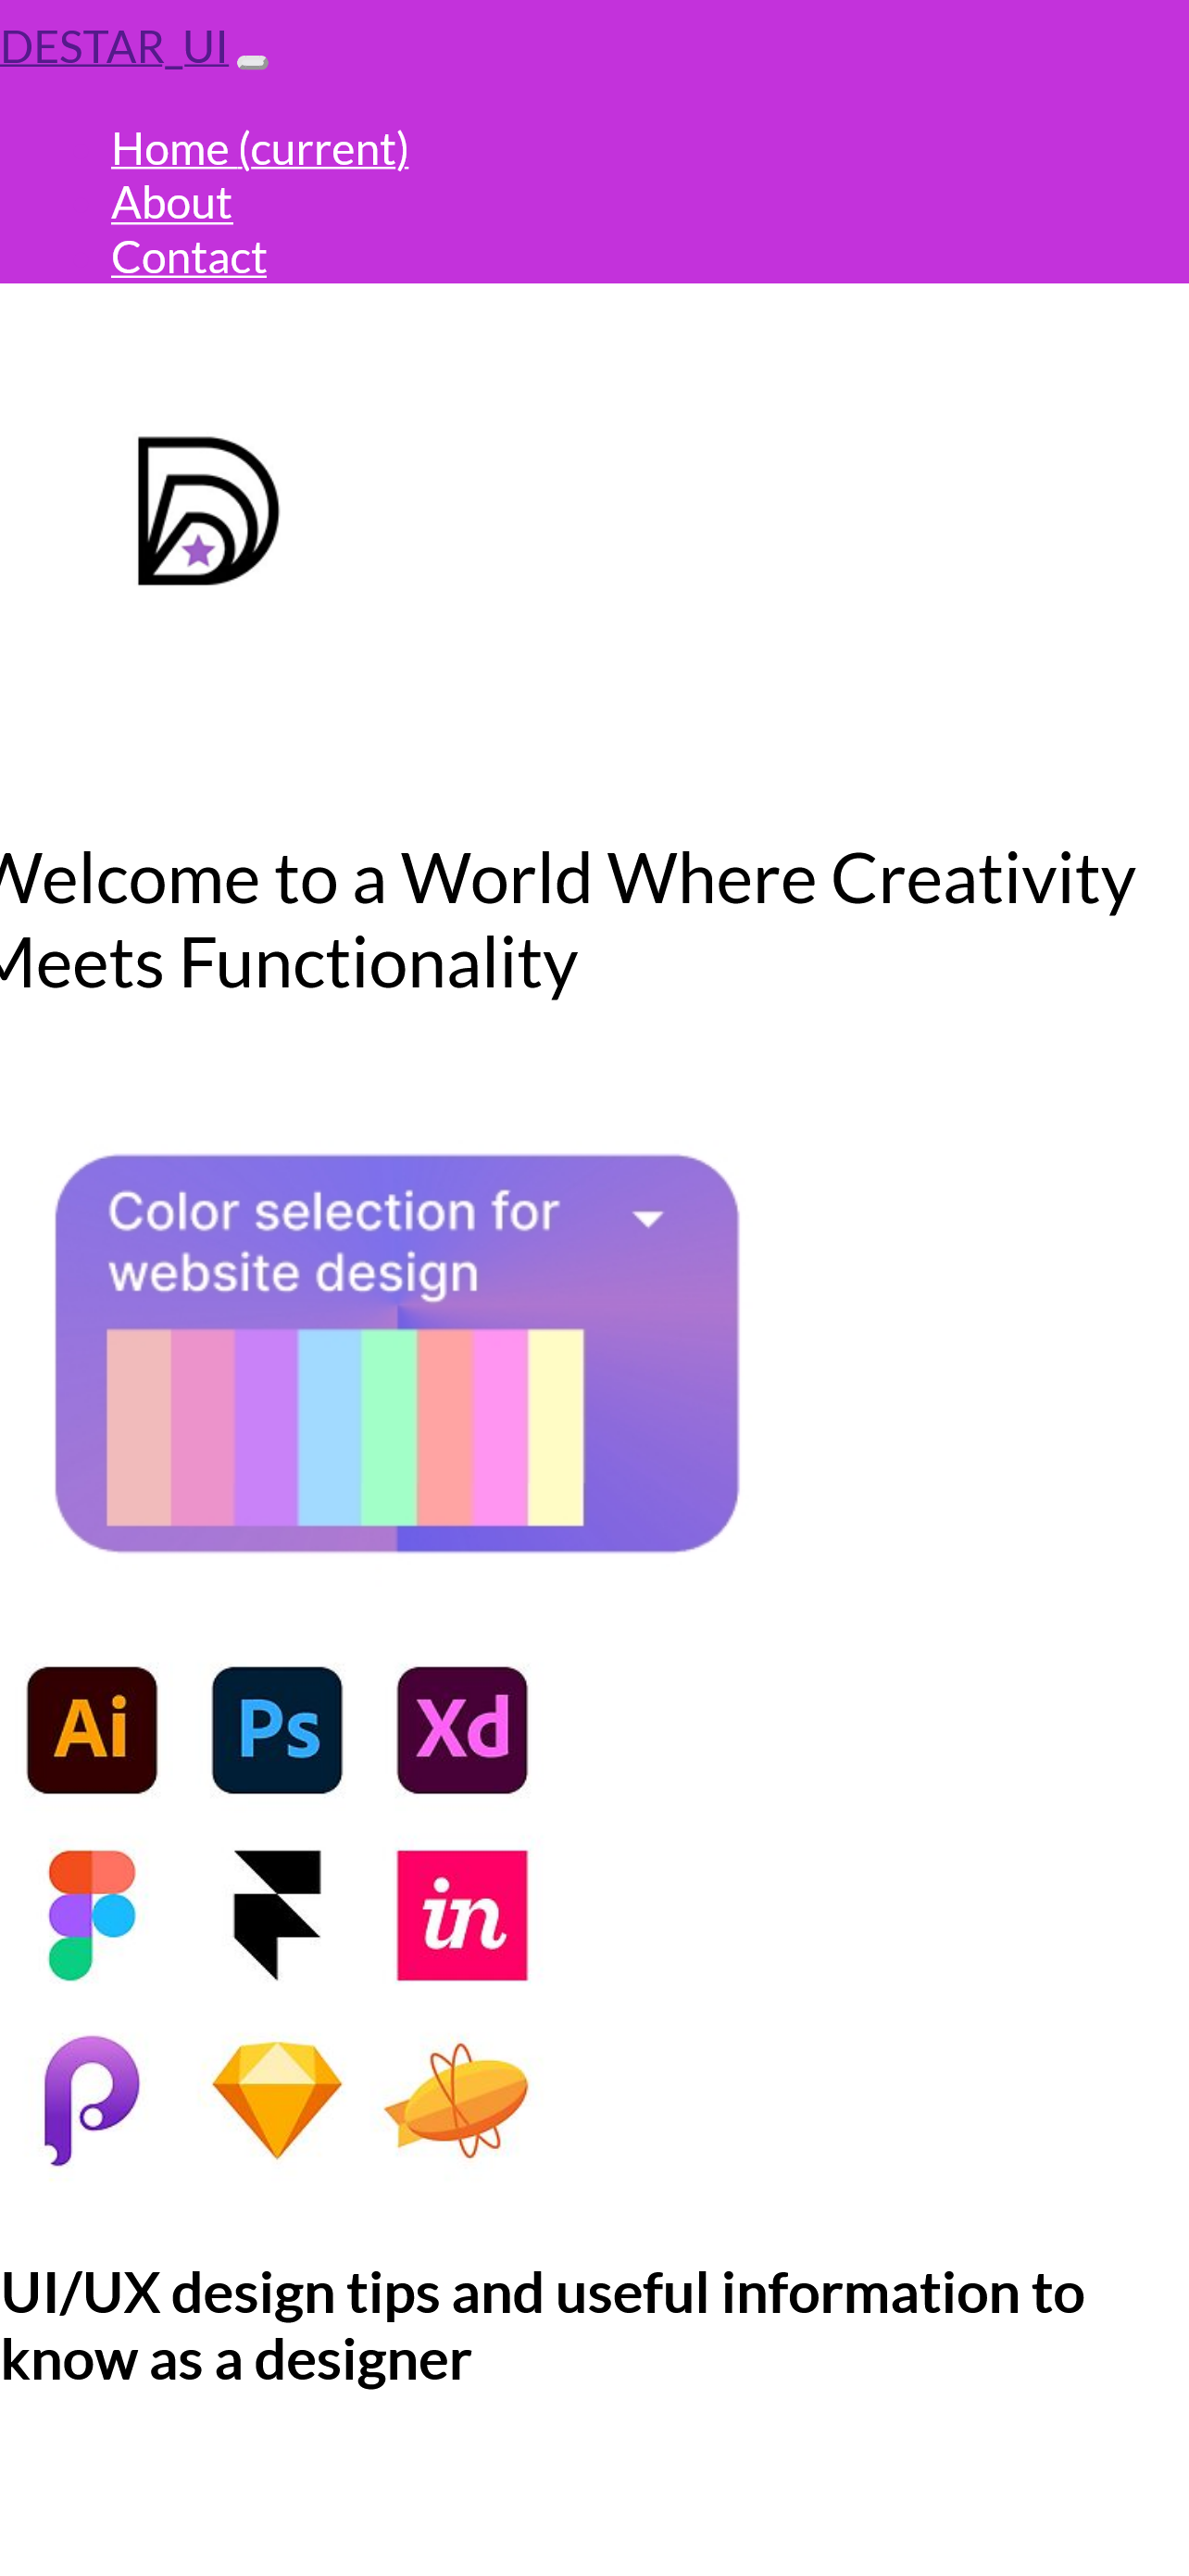 DESTAR_UI
Home (current)
About
Contact
Welcome to a World Where Creativity
Meets Functionality
Color selection for
website design
Ai Ps Xd
in
UI/UX design tips and useful information to
know as a designer